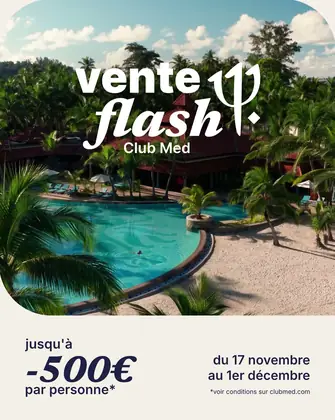 vente
flash
Club Med
jusqu'à
-500€
par personne*
du 17 novembre
au 1er décembre
*voir conditions sur clubmed.com